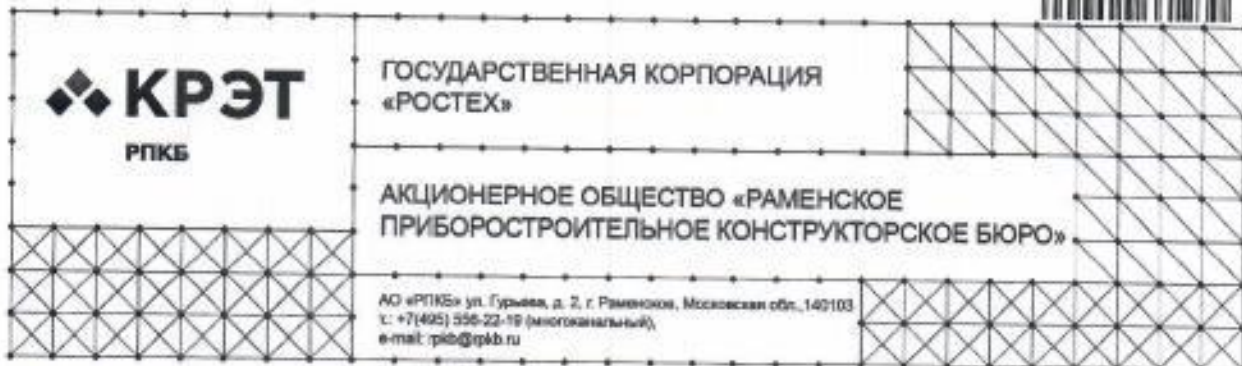 КРЭТ
РПКБ
ГОСУДАРСТВЕННАЯ КОРПОРАЦИЯ
«РОСТЕХ»
АКЦИОНЕРНОЕ ОБЩЕСТВО «РАМЕНСКОЕ
ПРИБОРОСТРОИТЕЛЬНОЕ КОНСТРУКТОРСКОЕ БЮРО»
АО «РПКБ» ул. Гурьева, д. 2, г. Раменское, Московская обл., 140103
т.: +7(495) 556-22-19 (многоканальный),
e-mail: rpkb@rpkb.ru